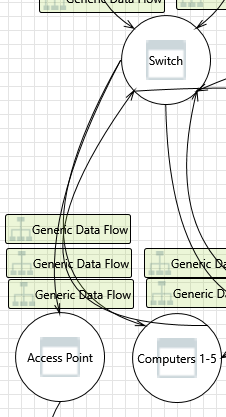 Generic Data Flow
Switch
Generic Data Flow
Generic Data Flow
Generic D
Generic Data Flow
Generic D
Access Point
Computers 1-5